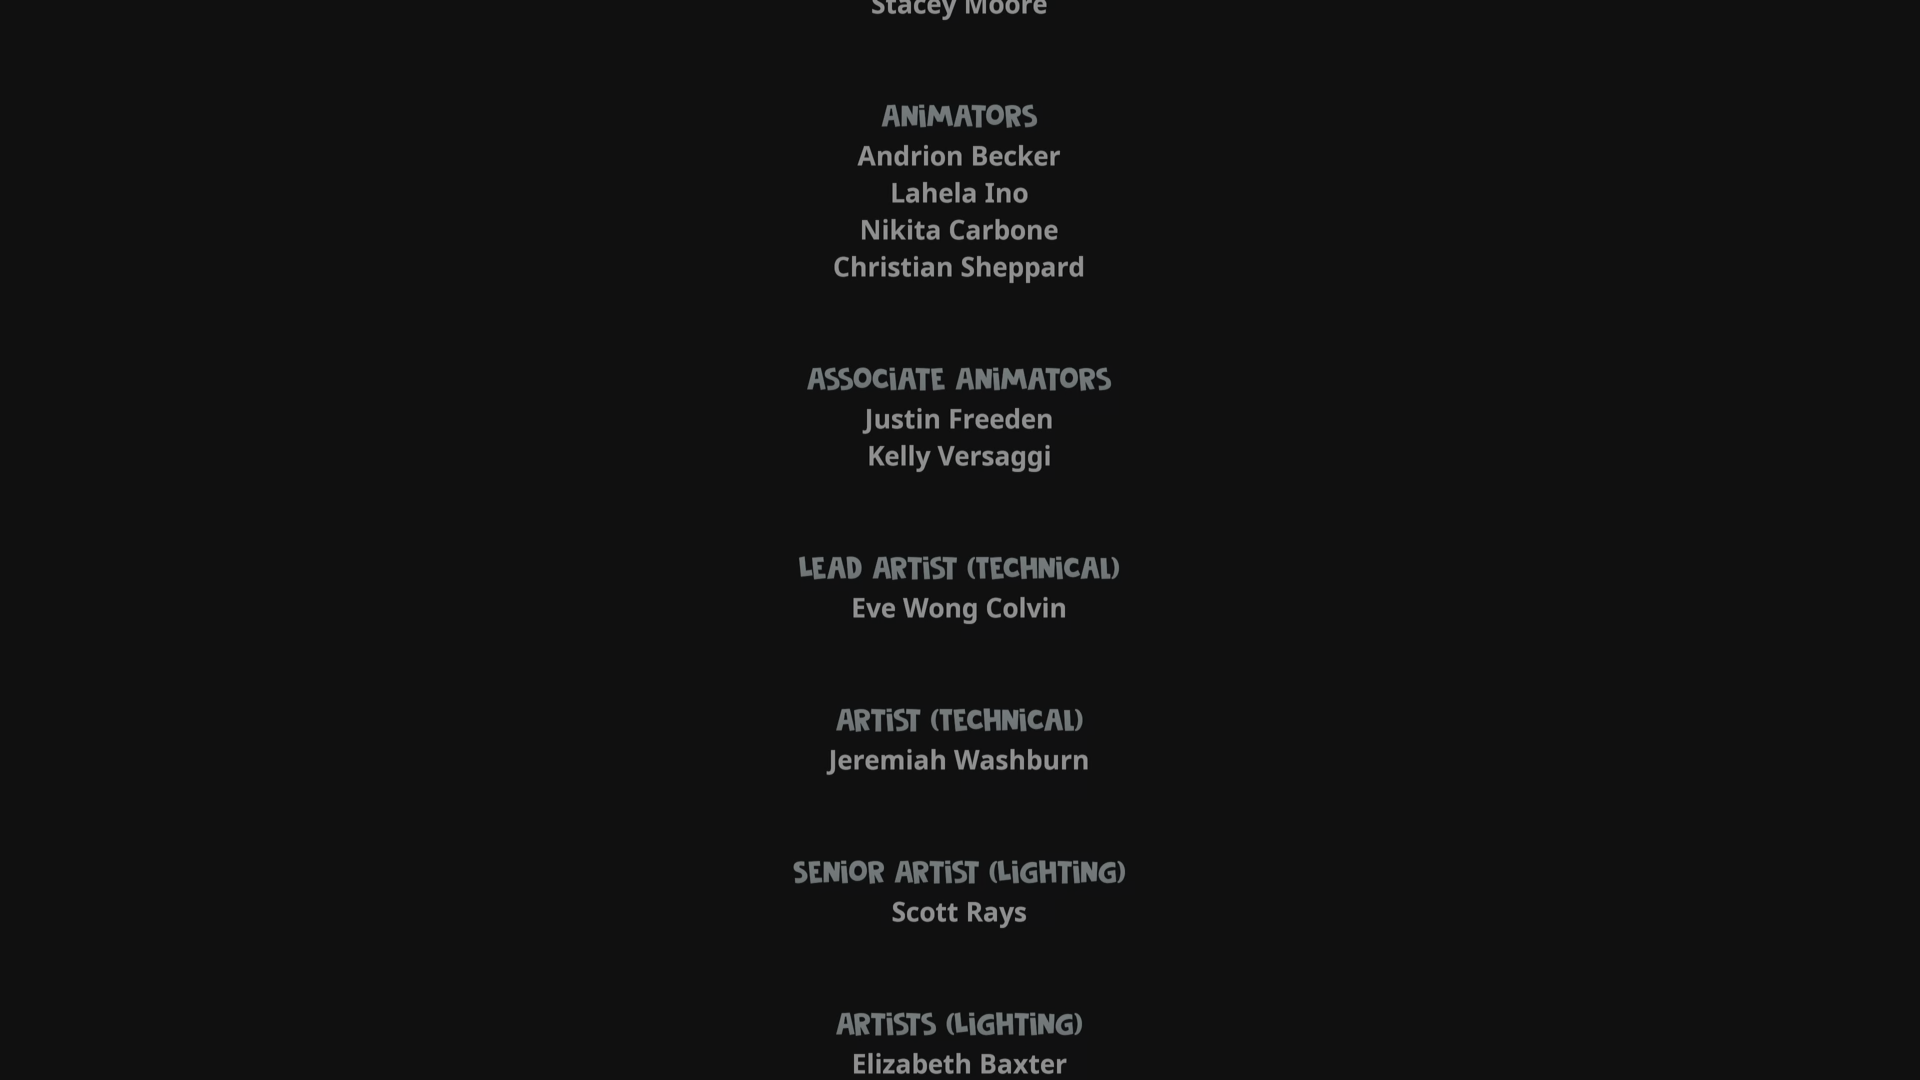 Stacey Moore
ANiMATORS
Andrion Becker
Lahela Ino
Nikita Carbone
Christian Sheppard
ASSOCiATE ANiMATORS
Justin Freeden
Kelly Versaggi
LEAD ARTiST (TECHNiCAL)
Eve Wong Colvin
ARTiST (TECHNiCAL)
Jeremiah Washburn
SENiOR ARTiST (LiGHTiNG)
Scott Rays
ARTiSTS (LiGHTiNG)
Elizabeth Baxter